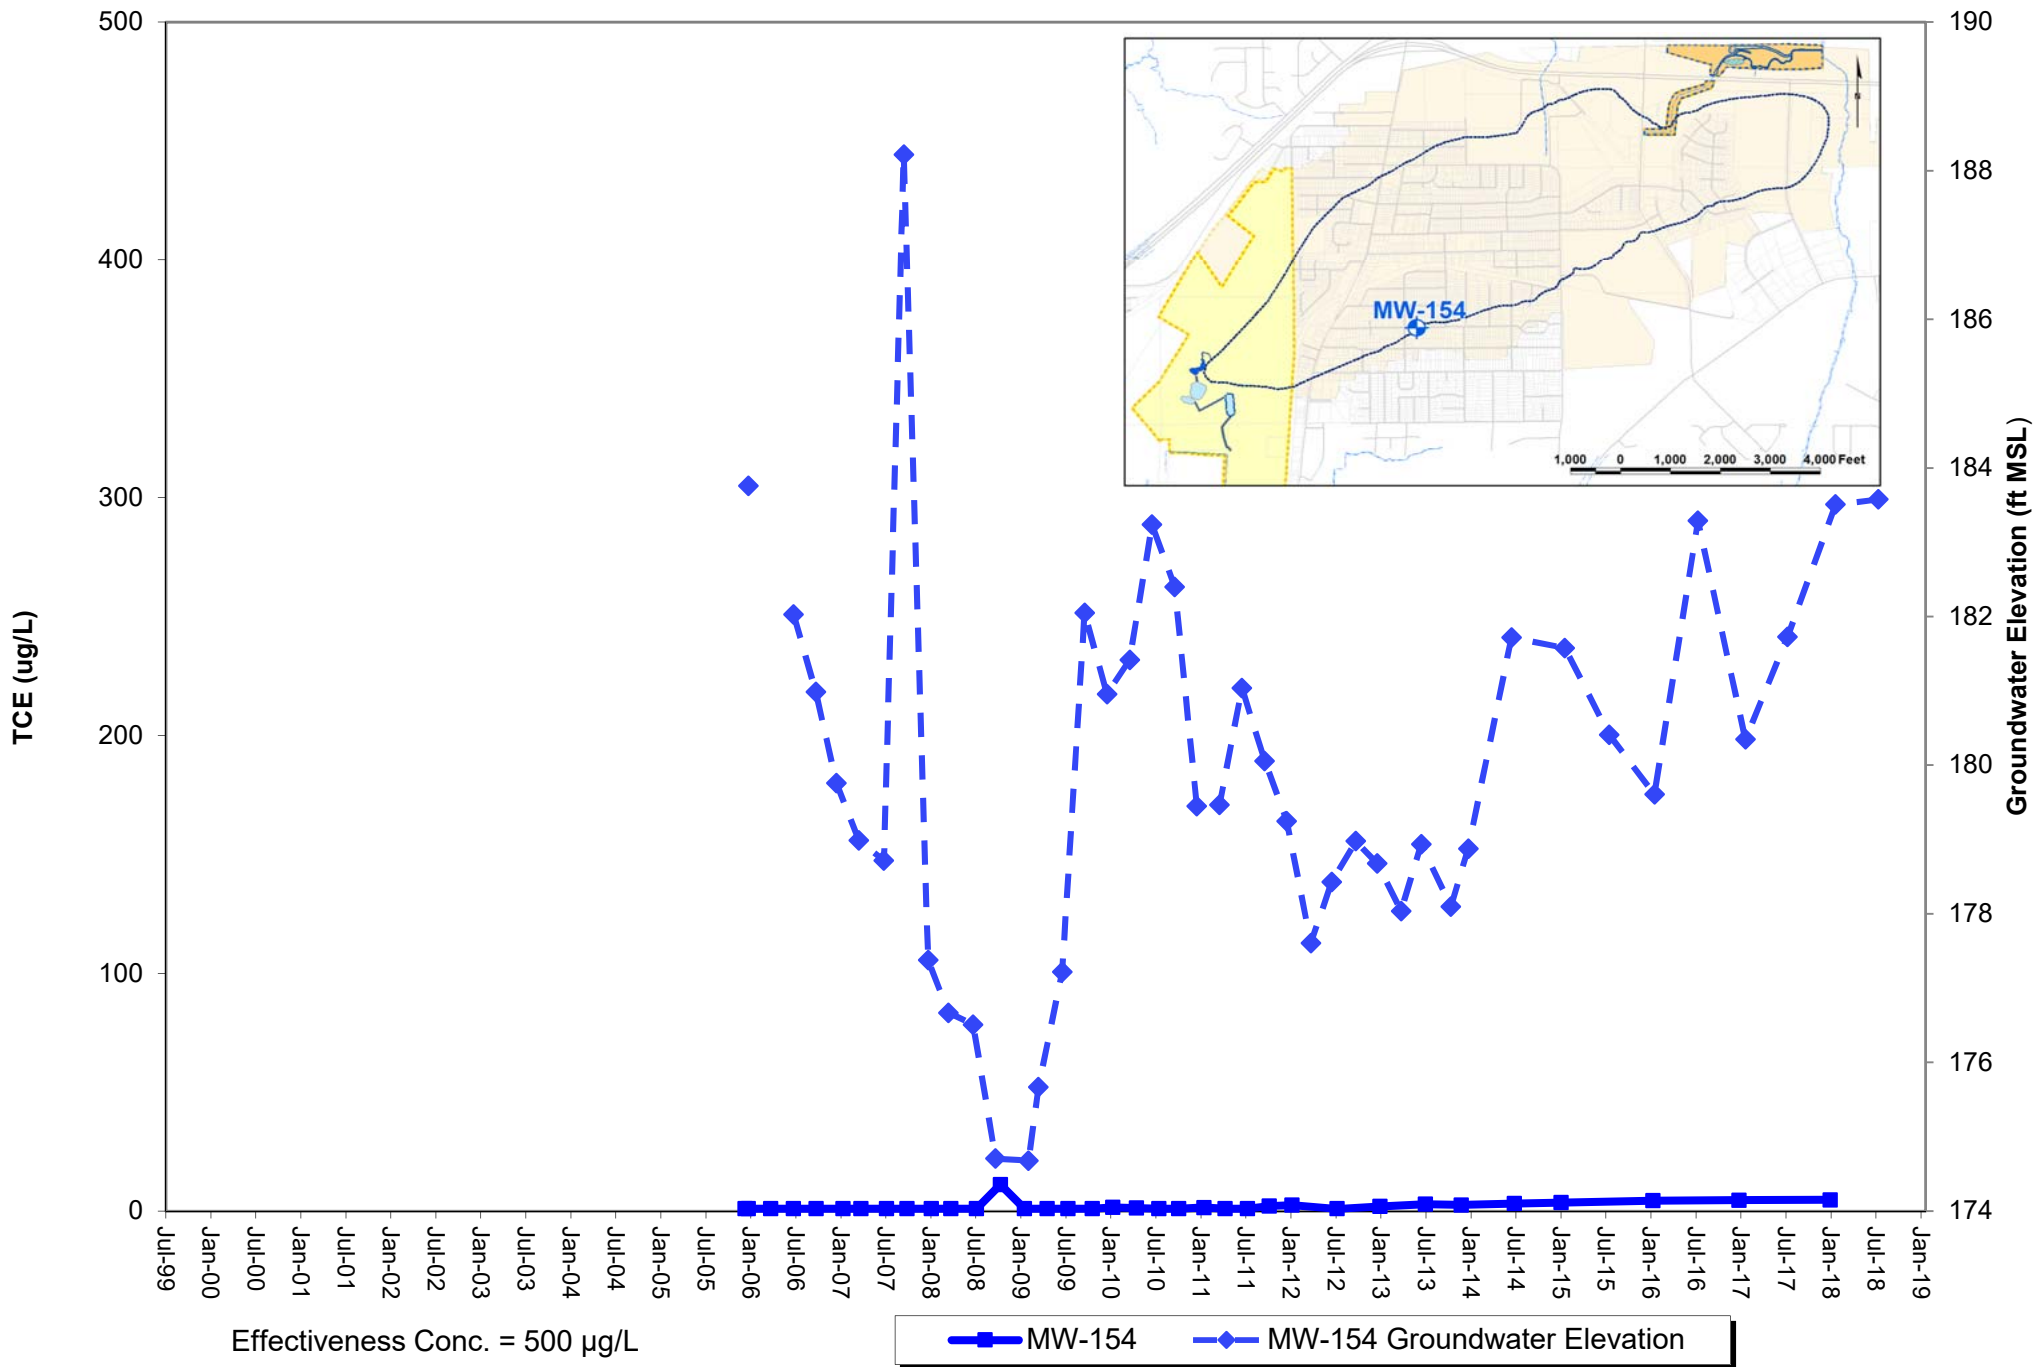 500
400
300
200
100
0
TCE (ug/L)
190
188
186
184
182
180
178
176
174
Groundwater Elevation (ft MSL)
MW-154
1,000 0 1,000 2,000 3,000 4,000 Feet
N
Jul-99
Jan-00
Jul-00
Jan-01
Jul-01
Jan-02
Jul-02
Jan-03
Jul-03
Jan-04
Jul-04
Jan-05
Jul-05
Jan-06
Jul-06
Jan-07
Jul-07
Jan-08
Jul-08
Jan-09
Jul-09
Jan-10
Jul-10
Jan-11
Jul-11
Jan-12
Jul-12
Jan-13
Jul-13
Jan-14
Jul-14
Jan-15
Jul-15
Jan-16
Jul-16
Jan-17
Jul-17
Jan-18
Jul-18
Jan-19
Effectiveness Conc. = 500 µg/L
MW-154
MW-154 Groundwater Elevation